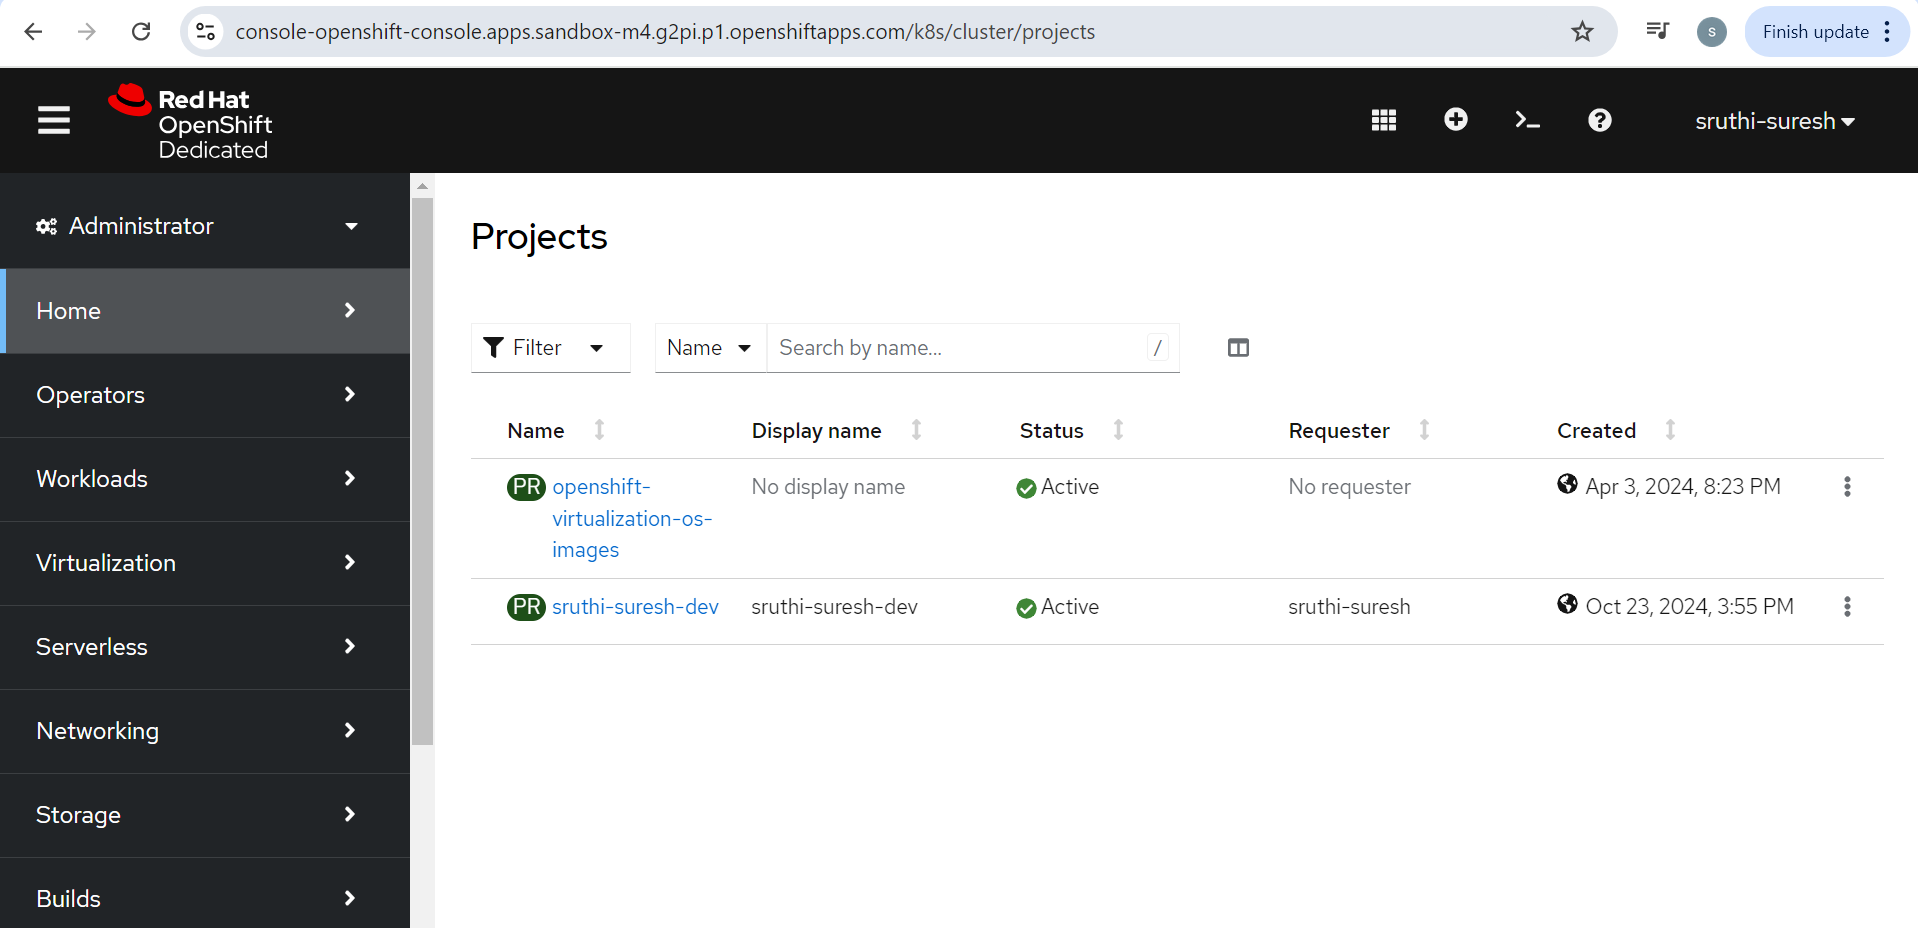 console-openshift-console.apps.sandbox-m4.g2pi.p1.openshiftapps.com/k8s/cluster/projects
s
Finish update
Red Hat
OpenShift
Dedicated
sruthi-suresh
Administrator
Home
Operators
Workloads
Virtualization
Serverless
Networking
Storage
Builds
Projects
Filter
Name
Search by name...
/
Name
Display name
Status
Requester
Created
PR openshift-
virtualization-os-
images
No display name
Active
No requester
Apr 3, 2024, 8:23 PM
PR sruthi-suresh-dev
sruthi-suresh-dev
Active
sruthi-suresh
Oct 23, 2024, 3:55 PM